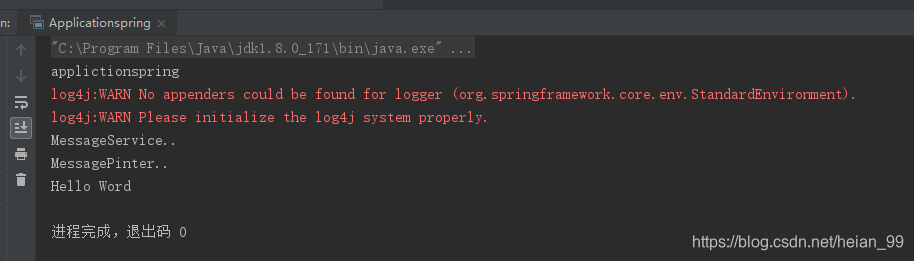 n:
Applicationspring
"C:\Program Files\Java\jdk1.8.0_171\bin\java.exe" ...
applictionspring
log4j:WARN No appenders could be found for logger (org.springframework.core.env.StandardEnvironment).
log4j:WARN Please initialize the log4j system properly.
MessageService..
MessagePinter..
Hello Word
进程完成，退出码 0
https://blog.csdn.net/heian_99